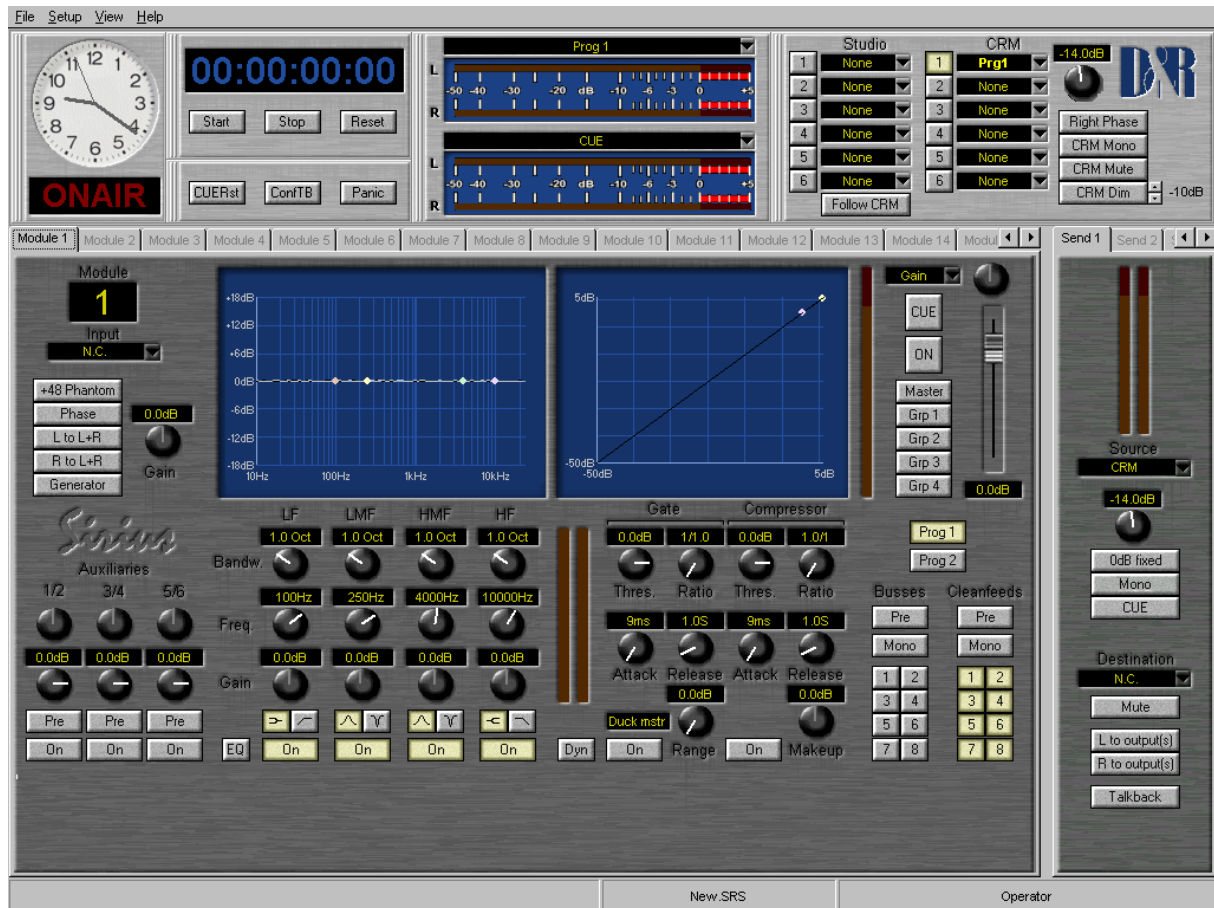 File Setup View Help
12
11 1
10 2
9 3
8 4
7 6 5
ONAIR
00:00:00:00
Start Stop Reset
CUERst ConfTB Panic
Prog 1
L
-50 -40 -30 -20 dB -10 -6 -3 0 +5
R
CUE
L
-50 -40 -30 -20 dB -10 -6 -3 0 +5
R
Studio CRM
1 None 1 Prg1
2 None 2 None
3 None 3 None
4 None 4 None
5 None 5 None
6 None 6 None
Follow CRM
-14.0dB
D&R
Right Phase
CRM Mono
CRM Mute
CRM Dim -10dB
Module 1 Module 2 Module 3 Module 4 Module 5 Module 6 Module 7 Module 8 Module 9 Module 10 Module 11 Module 12 Module 13 Module 14 Modul
Send 1 Send 2
Module
1
Input
N.C.
+48 Phantom
Phase
L to L+R
R to L+R
Generator
0.0dB
Gain
+18dB
+12dB
+6dB
0dB
-6dB
-12dB
-18dB
10Hz 100Hz 1kHz 10kHz
5dB
-50dB
-50dB 5dB
Gain
CUE
ON
Master
Grp 1
Grp 2
Grp 3
Grp 4
0.0dB
Prog 1
Prog 2
Sirius
Auxiliaries
1/2 3/4 5/6
0.0dB 0.0dB 0.0dB
Pre Pre Pre
On On On
LF LMF HMF HF
1.0 Oct 1.0 Oct 1.0 Oct 1.0 Oct
Bandw.
100Hz 250Hz 4000Hz 10000Hz
Freq.
0.0dB 0.0dB 0.0dB 0.0dB
Gain
EQ On On On On
Gate Compressor
0.0dB 1/1.0 0.0dB 1.0/1
Thres. Ratio Thres. Ratio
9ms 1.0S 9ms 1.0S
Attack Release Attack Release
0.0dB 0.0dB
Duck mstr
Dyn On Range On Makeup
Busses Cleanfeeds
Pre Pre
Mono Mono
1 2 1 2
3 4 3 4
5 6 5 6
7 8 7 8
Source
CRM
-14.0dB
0dB fixed
Mono
CUE
Destination
N.C.
Mute
L to output(s)
R to output(s)
Talkback
New.SRS Operator